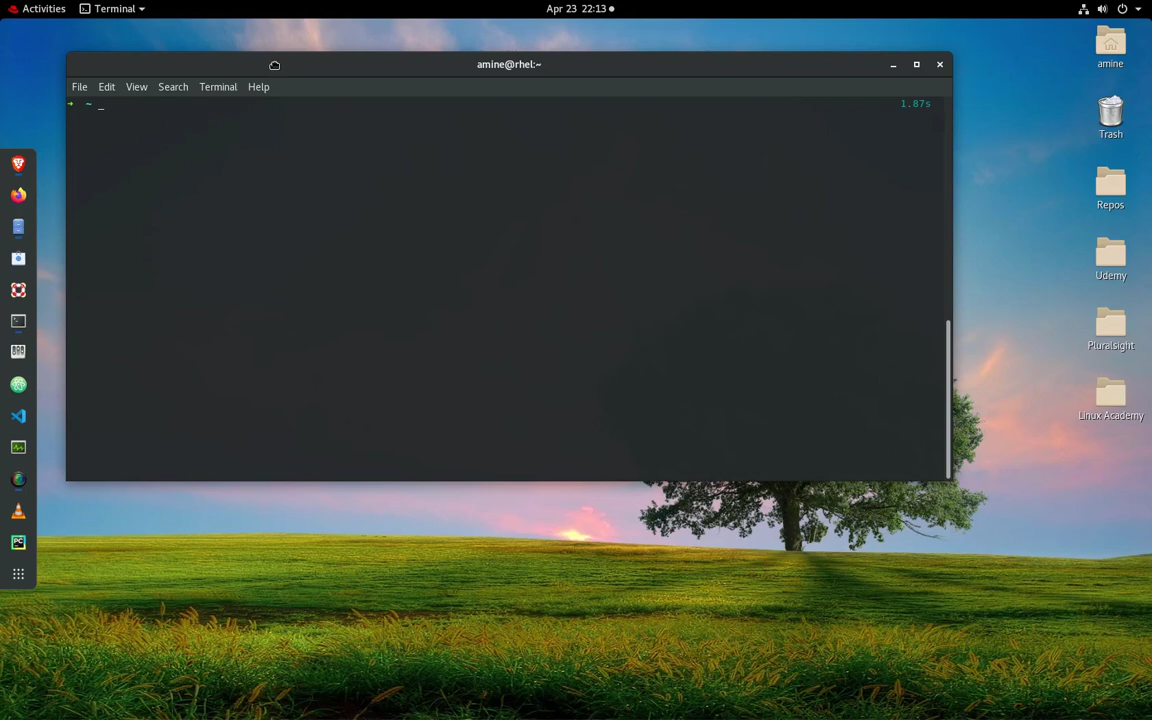 Activities Terminal Apr 23 22:13
amine@rhel:~
File Edit View Search Terminal Help
➜ ~ _ 1.87s
amine
Trash
Repos
Udemy
Pluralsight
Linux Academy
PC